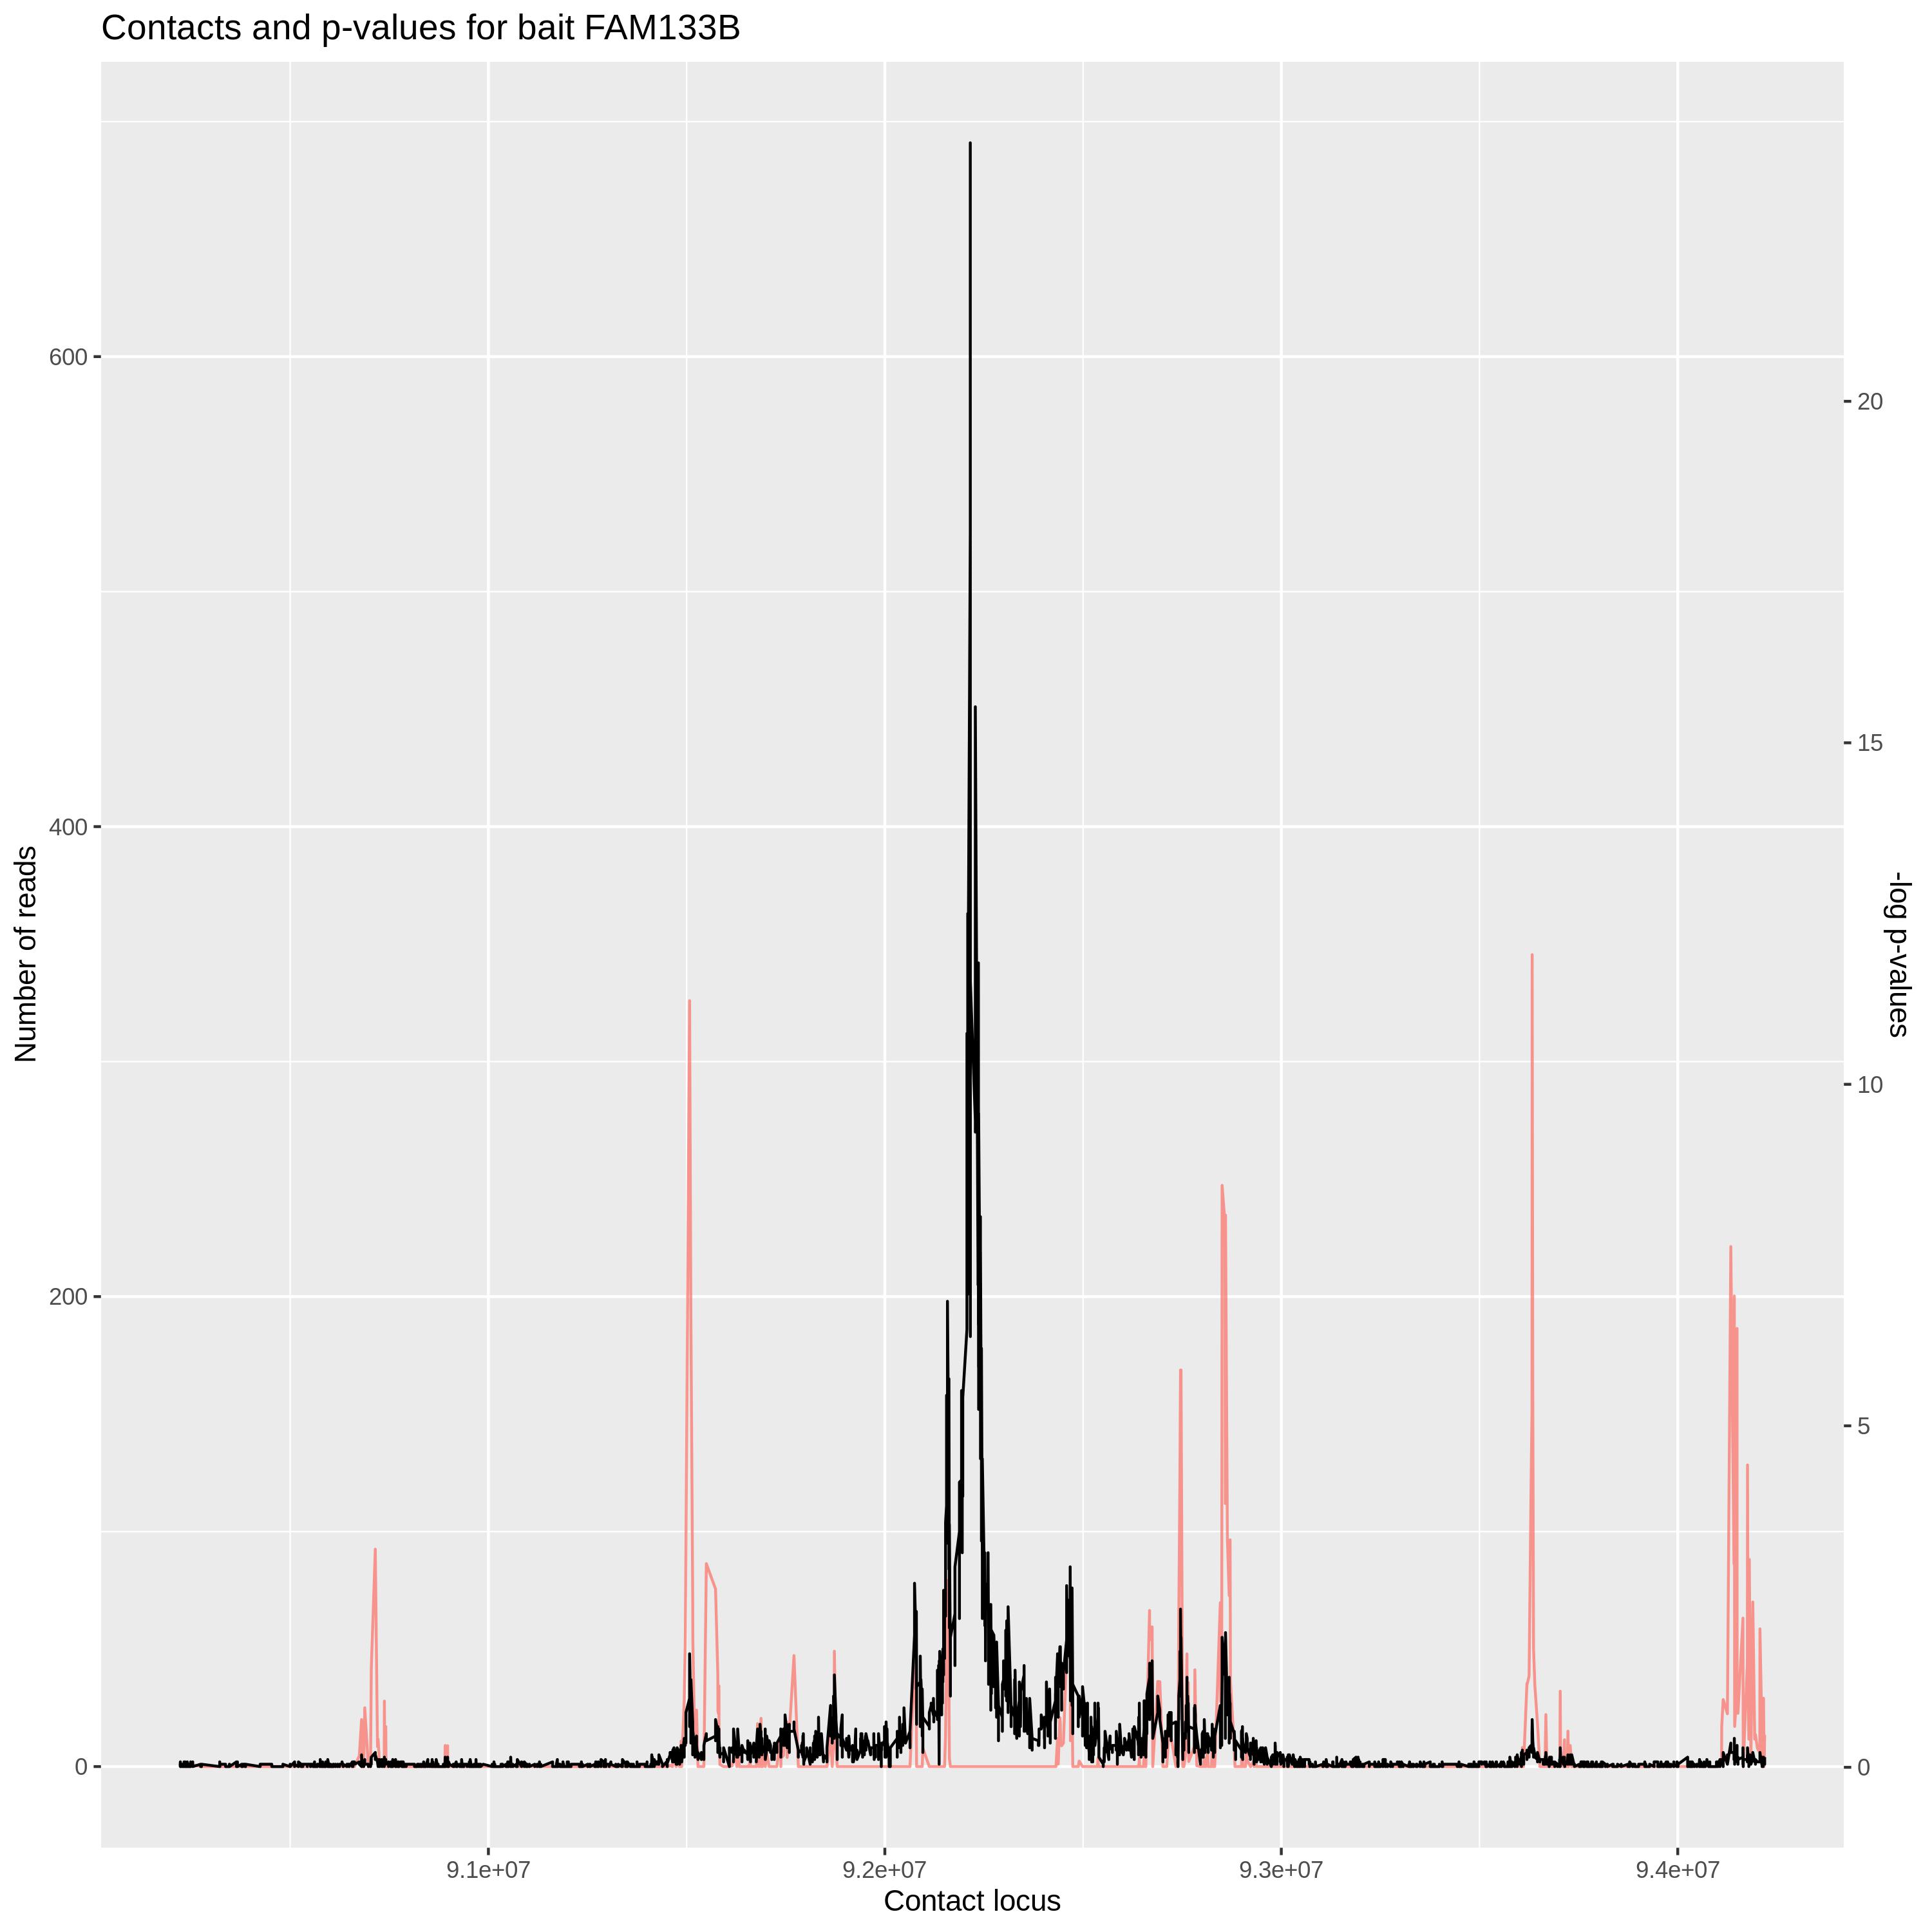 Contacts and p-values for bait FAM133B
600
400
200
0
20
15
10
5
0
Number of reads
-log p-values
9.1e+07
9.2e+07
9.3e+07
9.4e+07
Contact locus